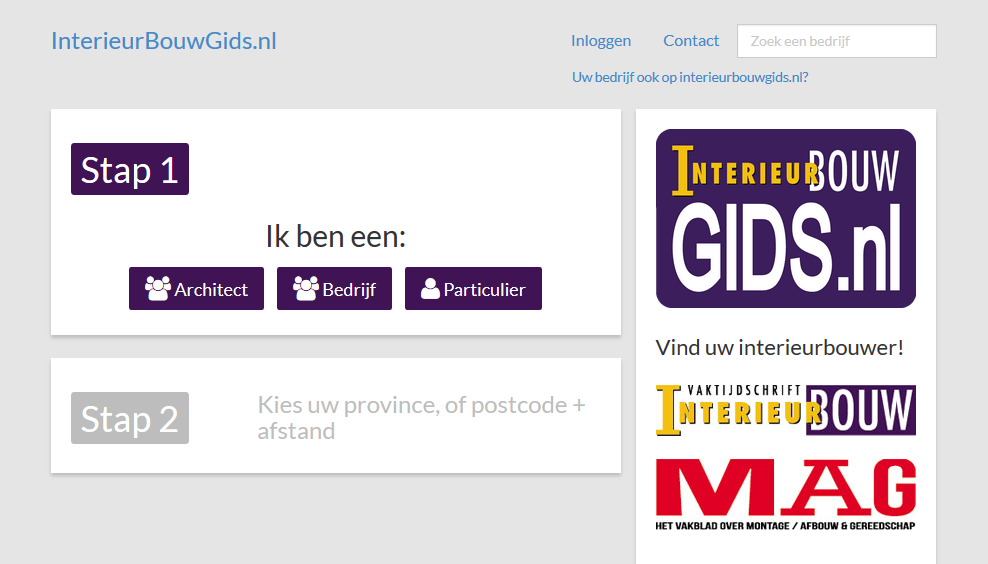 InterieurBouwGids.nl
Inloggen
Contact
Zoek een bedrijf
Uw bedrijf ook op interieurbouwgids.nl?
Stap 1
Ik ben een:
Architect
Bedrijf
Particulier
Stap 2
Kies uw province, of postcode +
afstand
INTERIEUR BOUW
GIDS.nl
Vind uw interieurbouwer!
VAKTIJDSCHRIFT
INTERIEUR BOUW
MAG
HET VAKBLAD OVER MONTAGE / AFBOUW & GEREEDSCHAP